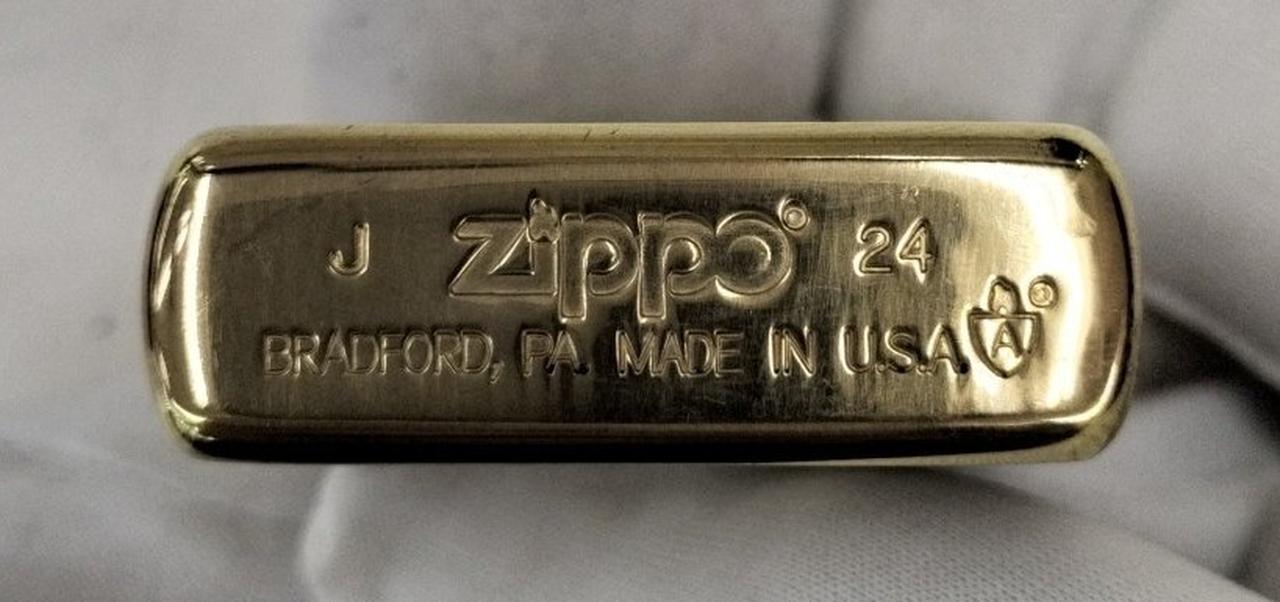 J Zippo® 24
BRADFORD, PA. MADE IN U.S.A. A®